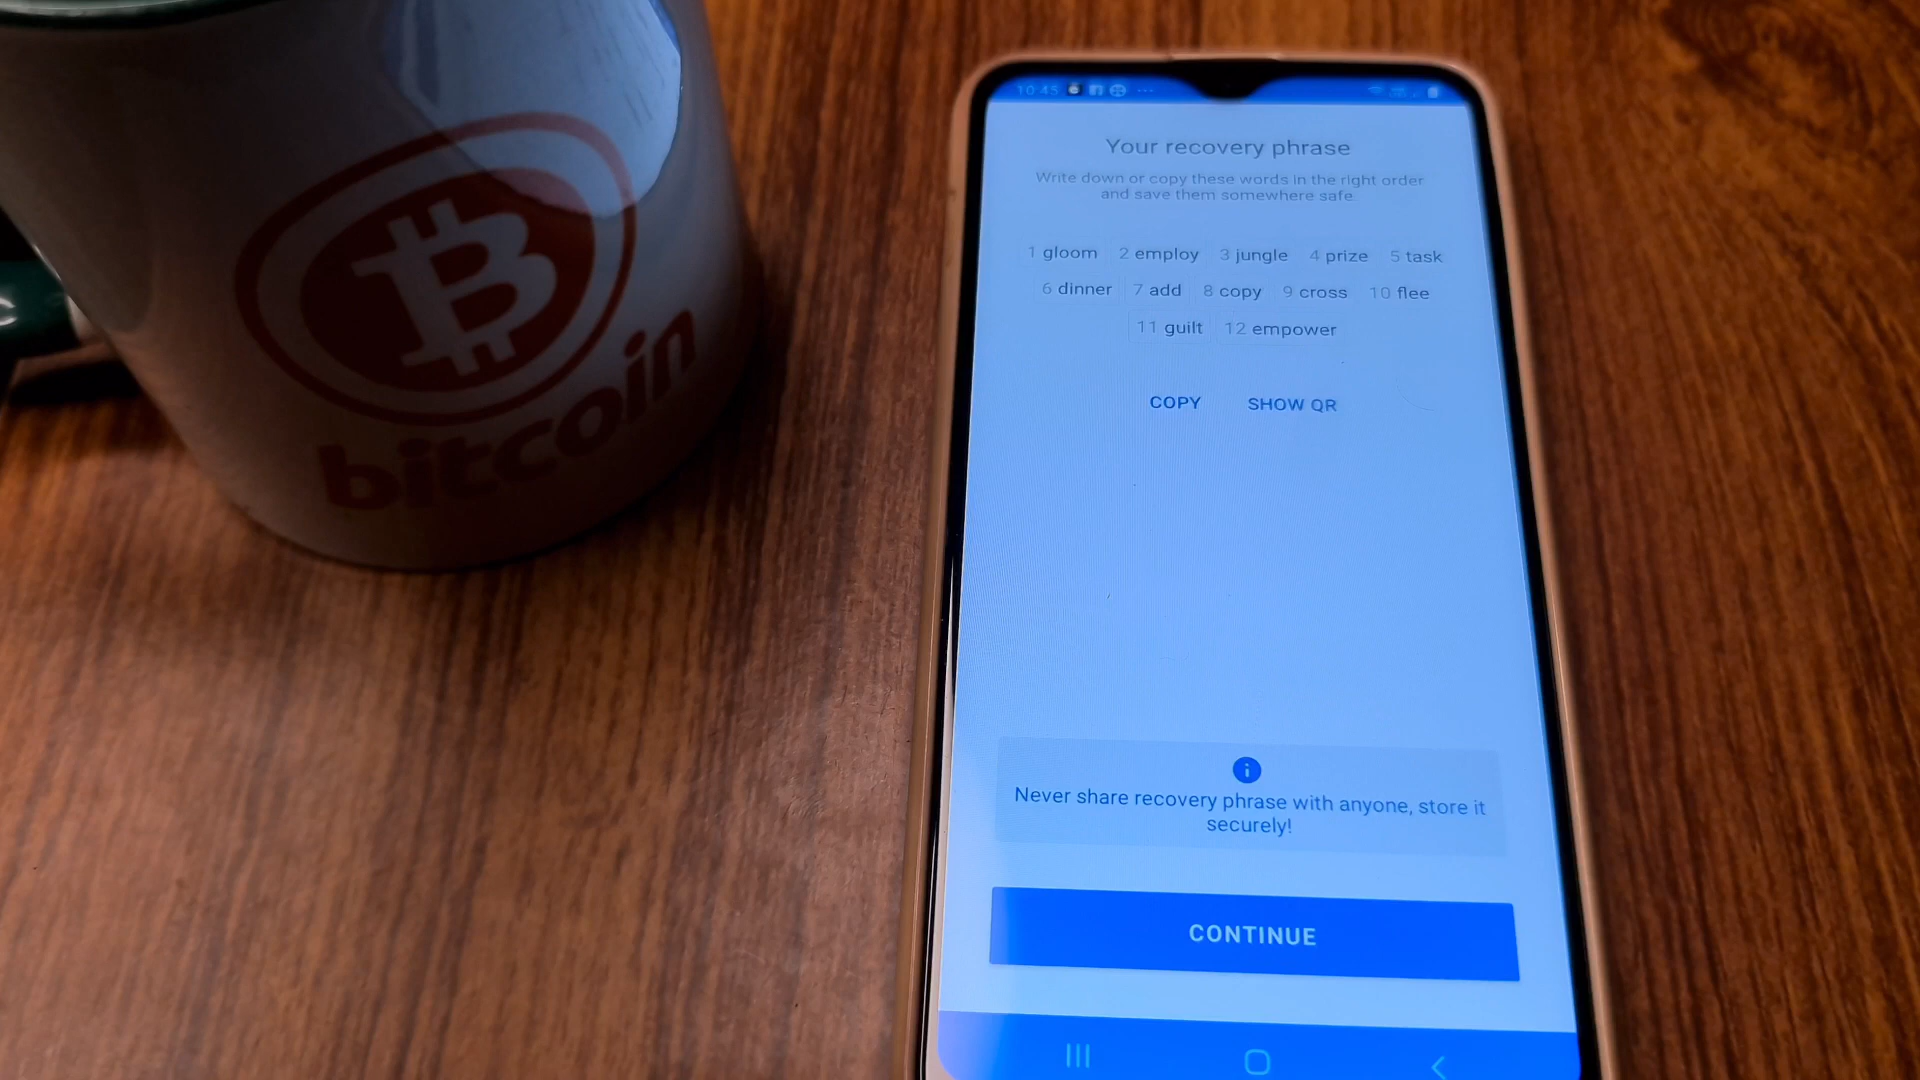 bitcoin
10:45
Your recovery phrase
Write down or copy these words in the right order
and save them somewhere safe.
1 gloom 2 employ 3 jungle 4 prize 5 task
6 dinner 7 add 8 copy 9 cross 10 flee
11 guilt 12 empower
COPY SHOW QR
Never share recovery phrase with anyone, store it
securely!
CONTINUE